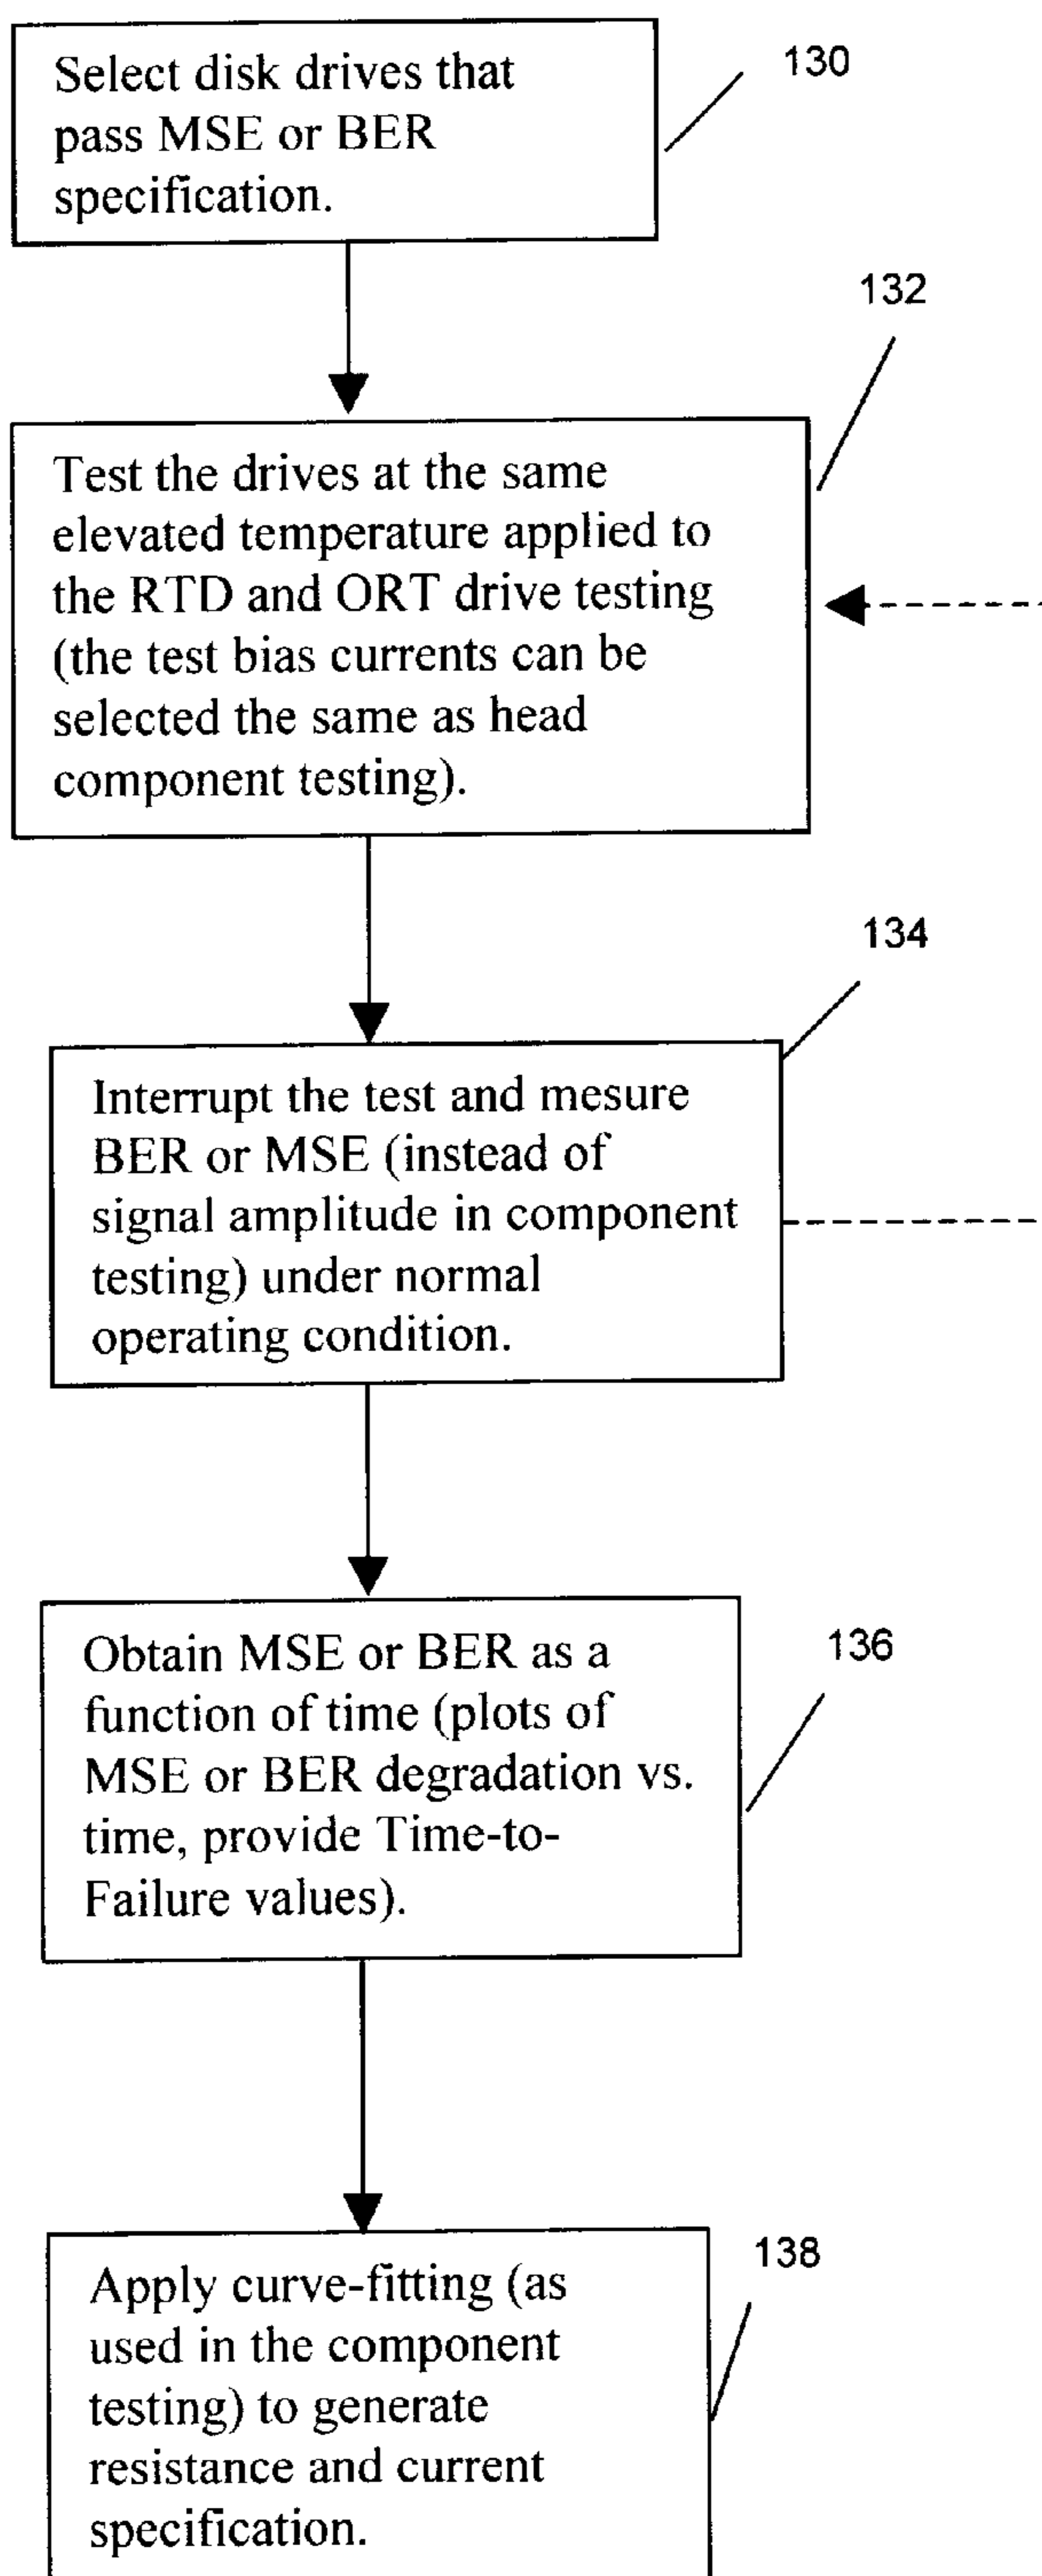 Select disk drives that
pass MSE or BER
specification.
130
132
Test the drives at the same
elevated temperature applied to
the RTD and ORT drive testing
(the test bias currents can be
selected the same as head
component testing).
134
Interrupt the test and mesure
BER or MSE (instead of
signal amplitude in component
testing) under normal
operating condition.
136
Obtain MSE or BER as a
function of time (plots of
MSE or BER degradation vs.
time, provide Time-to-
Failure values).
138
Apply curve-fitting (as
used in the component
testing) to generate
resistance and current
specification.